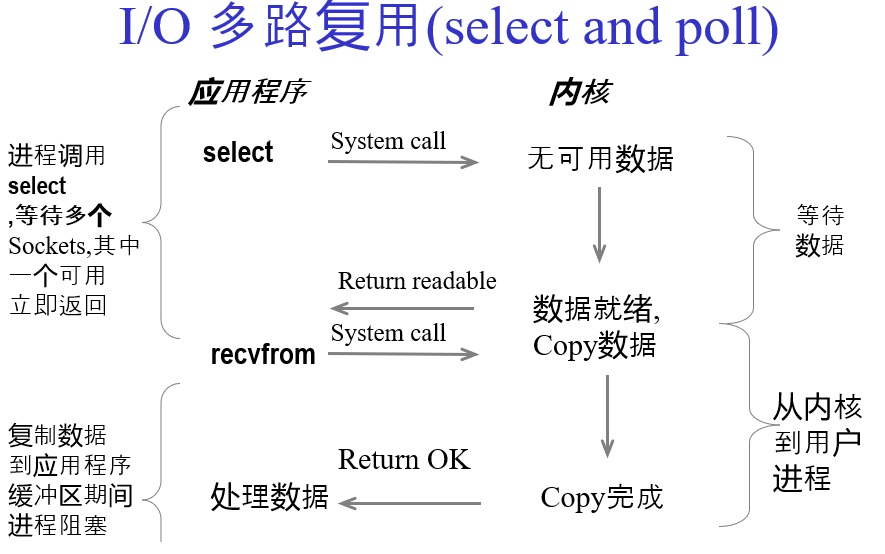 I/O 多路复用(select and poll)
应用程序
内核
进程调用
select
,等待多个
Sockets,其中
一个可用
立即返回
select
System call
无可用数据
等待
数据
Return readable
数据就绪,
Copy数据
recvfrom
System call
从内核
到用户
进程
复制数据
到应用程序
缓冲区期间
进程阻塞
Return OK
处理数据
Copy完成